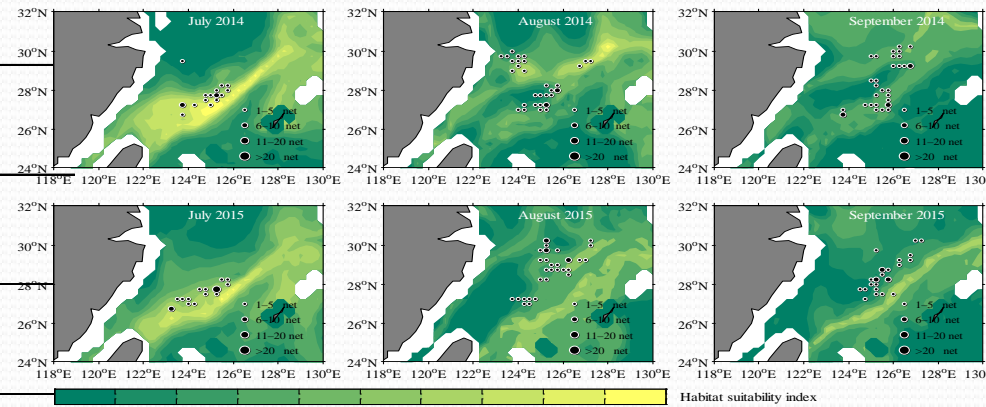 July 2014
32°N
30°N
28°N
26°N
24°N
1–5 net
6–10 net
11–20 net
>20 net
118°E 120°E 122°E 124°E 126°E 128°E 130°E
August 2014
32°N
30°N
28°N
26°N
24°N
1–5 net
6–10 net
11–20 net
>20 net
118°E 120°E 122°E 124°E 126°E 128°E 130°E
September 2014
32°N
30°N
28°N
26°N
24°N
1–5 net
6–10 net
11–20 net
>20 net
118°E 120°E 122°E 124°E 126°E 128°E 130°E
July 2015
32°N
30°N
28°N
26°N
24°N
1–5 net
6–10 net
11–20 net
>20 net
118°E 120°E 122°E 124°E 126°E 128°E 130°E
August 2015
32°N
30°N
28°N
26°N
24°N
1–5 net
6–10 net
11–20 net
>20 net
118°E 120°E 122°E 124°E 126°E 128°E 130°E
September 2015
32°N
30°N
28°N
26°N
24°N
1–5 net
6–10 net
11–20 net
>20 net
118°E 120°E 122°E 124°E 126°E 128°E 130°E
Habitat suitability index